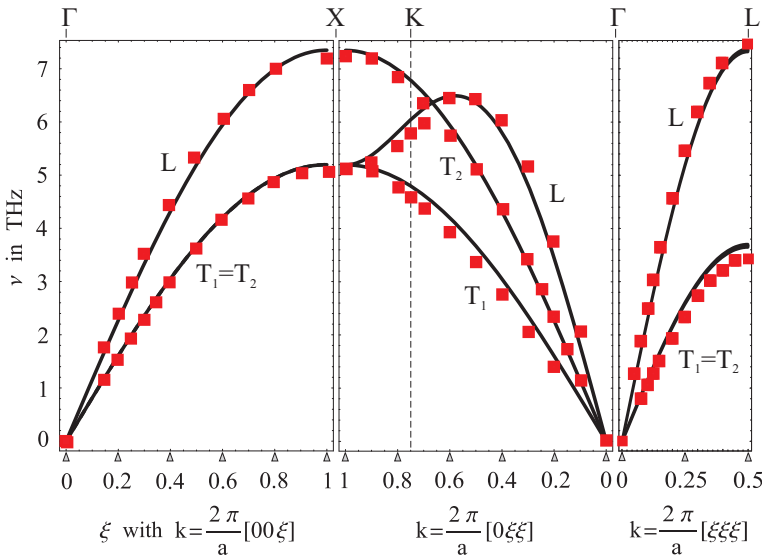 Γ X K Γ L
ν in THz
7
6
5
4
3
2
1
0
L
T₁=T₂
T₂
L
T₁
L
T₁=T₂
0 0.2 0.4 0.6 0.8 1 1 0.8 0.6 0.4 0.2 0 0 0.25 0.5
ξ with k=2π/a[00ξ] k=2π/a[0ξξ] k=2π/a[ξξξ]